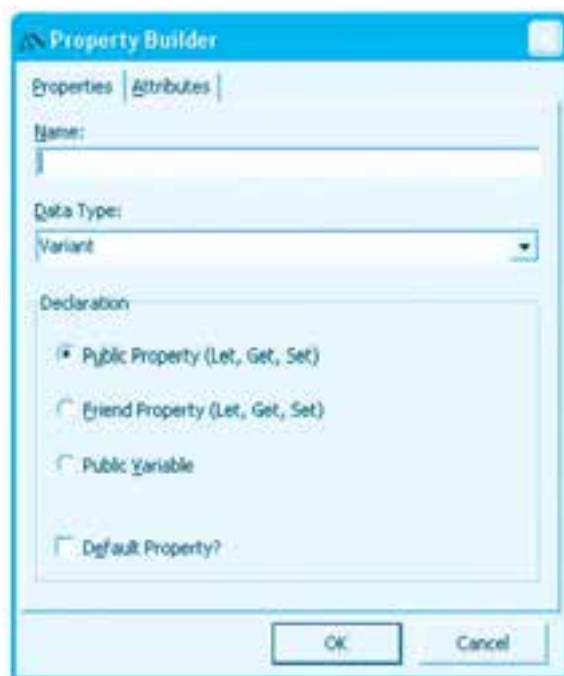 Property Builder
Properties
Attributes
Name:
Data Type:
Variant
Declaration
Public Property (Let, Get, Set)
Friend Property (Let, Get, Set)
Public Variable
Default Property?
OK
Cancel